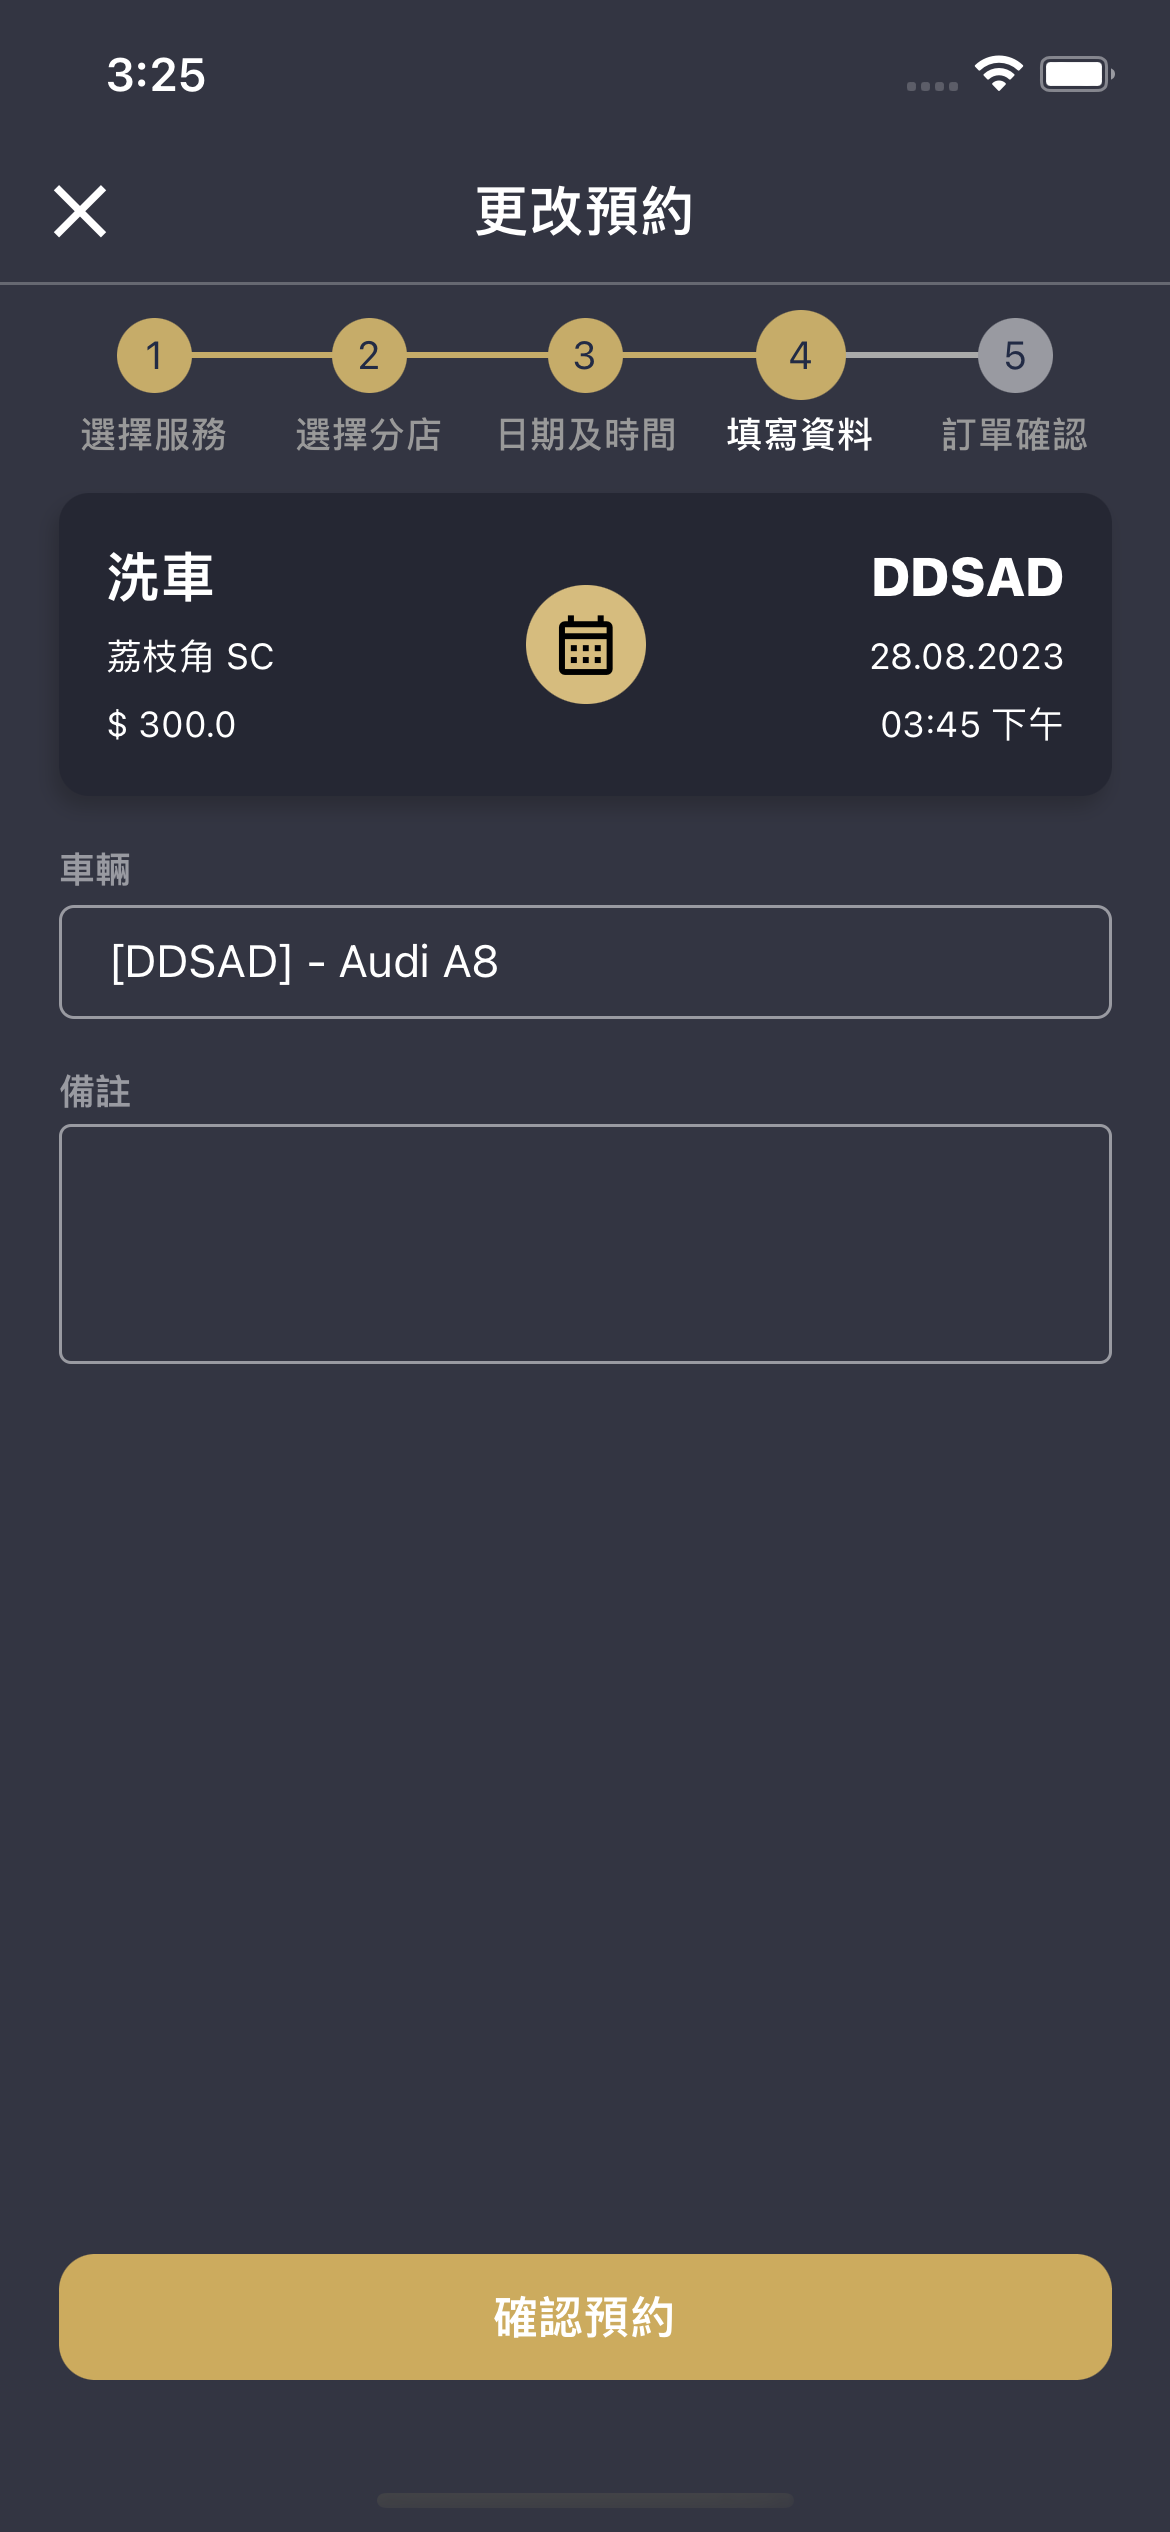 3:25
更改預約
1 2 3 4 5
選擇服務 選擇分店 日期及時間 填寫資料 訂單確認
洗車 DDSAD
荔枝角 SC 28.08.2023
$ 300.0 03:45 下午
車輛
[DDSAD] - Audi A8
備註
確認預約